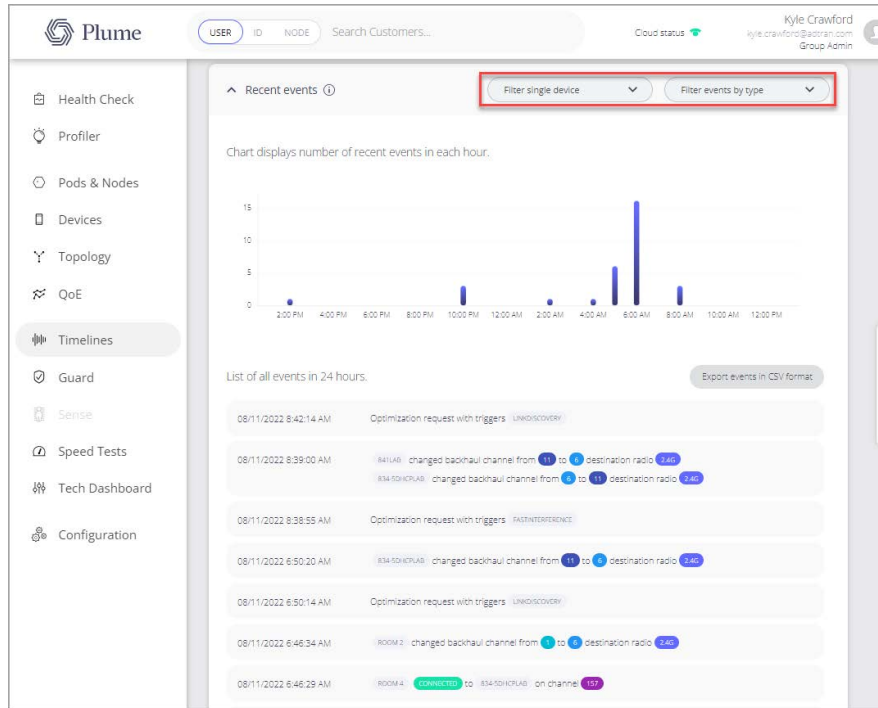 Plume
USER ID NODE Search Customers...
Cloud status
Kyle Crawford
kyle.crawford@adtran.com
Group Admin
Health Check
Profiler
Pods & Nodes
Devices
Topology
QoE
Timelines
Guard
Sense
Speed Tests
Tech Dashboard
Configuration
Recent events
Filter single device
Filter events by type
Chart displays number of recent events in each hour.
15
10
5
0
2:00 PM 4:00 PM 6:00 PM 8:00 PM 10:00 PM 12:00 AM 2:00 AM 4:00 AM 6:00 AM 8:00 AM 10:00 AM 12:00 PM
List of all events in 24 hours.
Export events in CSV format
08/11/2022 8:42:14 AM Optimization request with triggers LINKDISCOVERY
08/11/2022 8:39:00 AM 841LAB changed backhaul channel from 11 to 6 destination radio 2.4G
834-5DHCPLAB changed backhaul channel from 6 to 11 destination radio 2.4G
08/11/2022 8:38:55 AM Optimization request with triggers FASTINTERFERENCE
08/11/2022 6:50:20 AM 834-5DHCPLAB changed backhaul channel from 11 to 6 destination radio 2.4G
08/11/2022 6:50:14 AM Optimization request with triggers LINKDISCOVERY
08/11/2022 6:46:34 AM ROOM 2 changed backhaul channel from 1 to 6 destination radio 2.4G
08/11/2022 6:46:29 AM ROOM 4 CONNECTED to 834-5DHCPLAB on channel 157